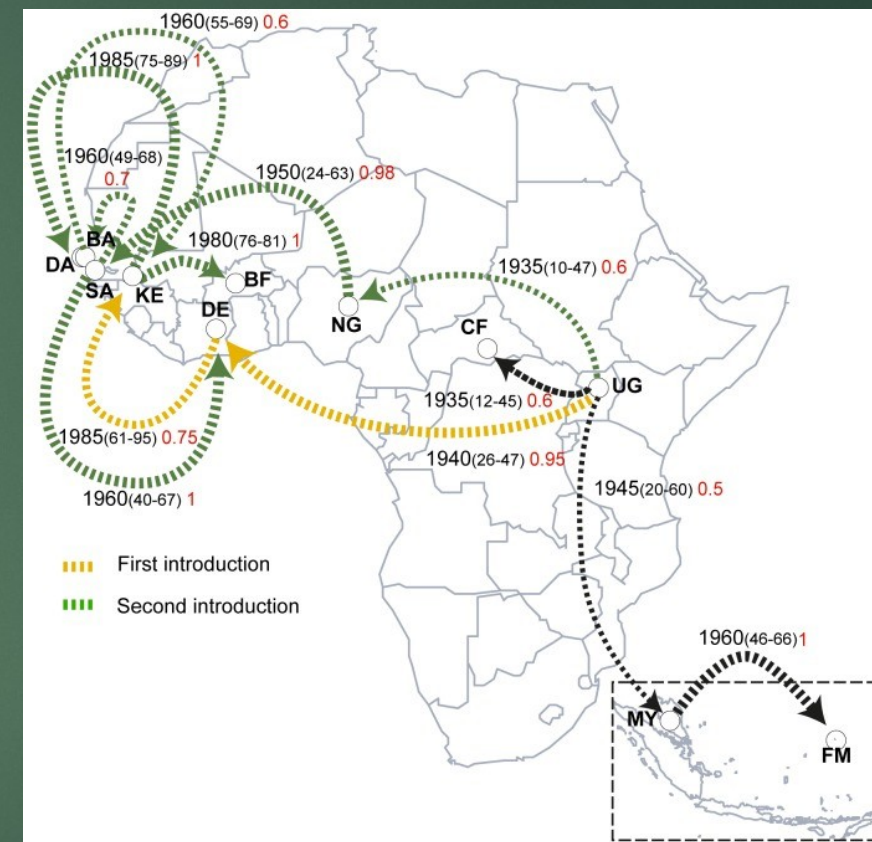 1960(55-69) 0.6
1985(75-89) 1
1960(49-68)
0.7
1950(24-63) 0.98
BA
1980(76-81) 1
DA
1935(10-47) 0.6
SA
KE
BF
DE
NG
CF
UG
1935(12-45) 0.6
1985(61-95) 0.75
1940(26-47) 0.95
1960(40-67) 1
1945(20-60) 0.5
First introduction
Second introduction
1960(46-66)1
MY
FM